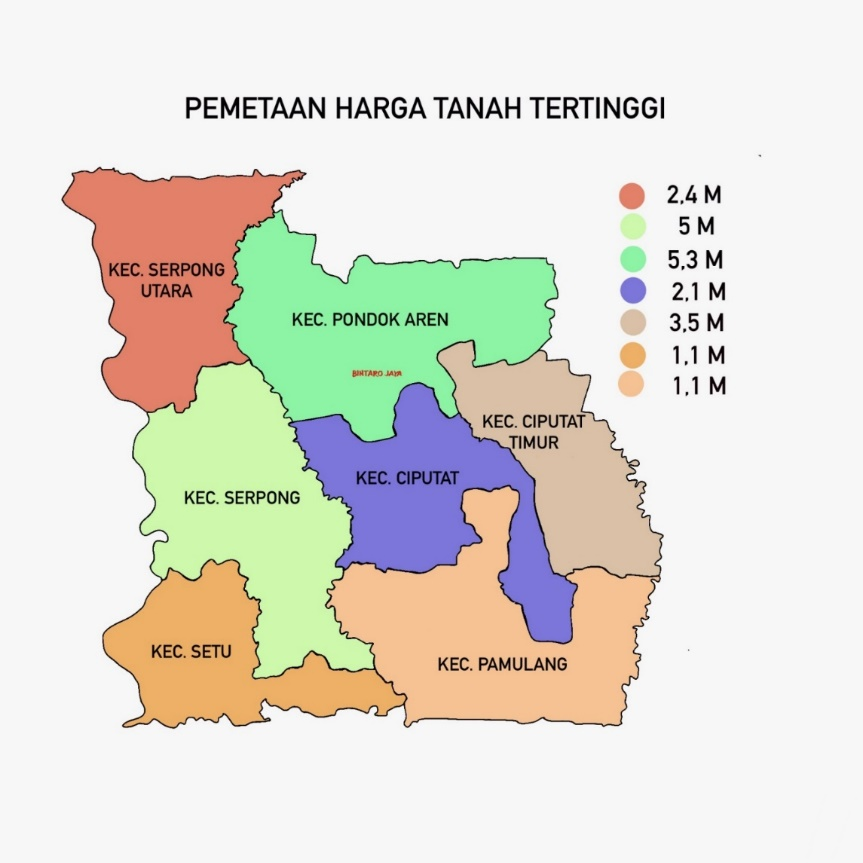 PEMETAAN HARGA TANAH TERTINGGI
2,4 M
5 M
5,3 M
2,1 M
3,5 M
1,1 M
1,1 M
KEC. SERPONG
UTARA
KEC. PONDOK AREN
BINTARO JAYA
KEC. CIPUTAT
TIMUR
KEC. CIPUTAT
KEC. SERPONG
KEC. SETU
KEC. PAMULANG